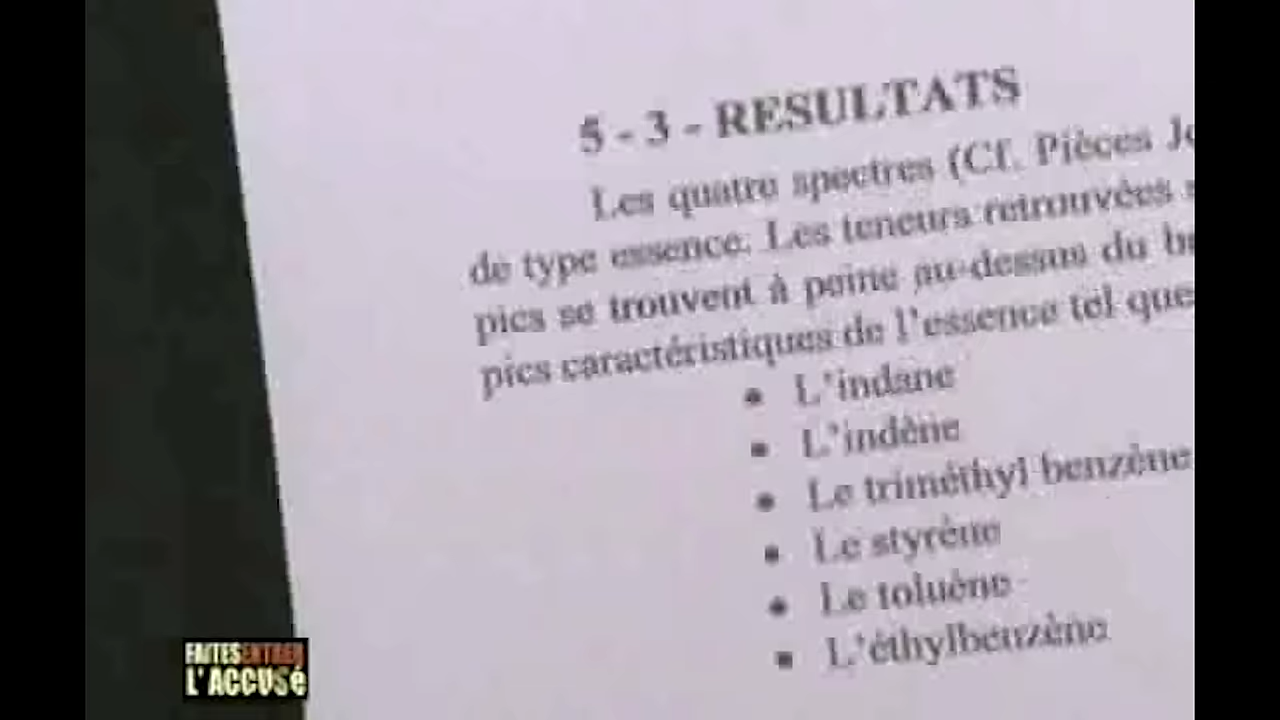 5 - 3 - RESULTATS
Les quatre spectres (Cf. Pièces
de type essence. Les teneurs retrouvées
pics se trouvent à peine au-dessus du
pics caractéristiques de l'essence tel que
• L'indane
• L'indène
• Le triméthyl benzène
• Le styrène
• Le toluène
• L'éthylbenzène
FAITES ENTRER
L'ACCUSÉ